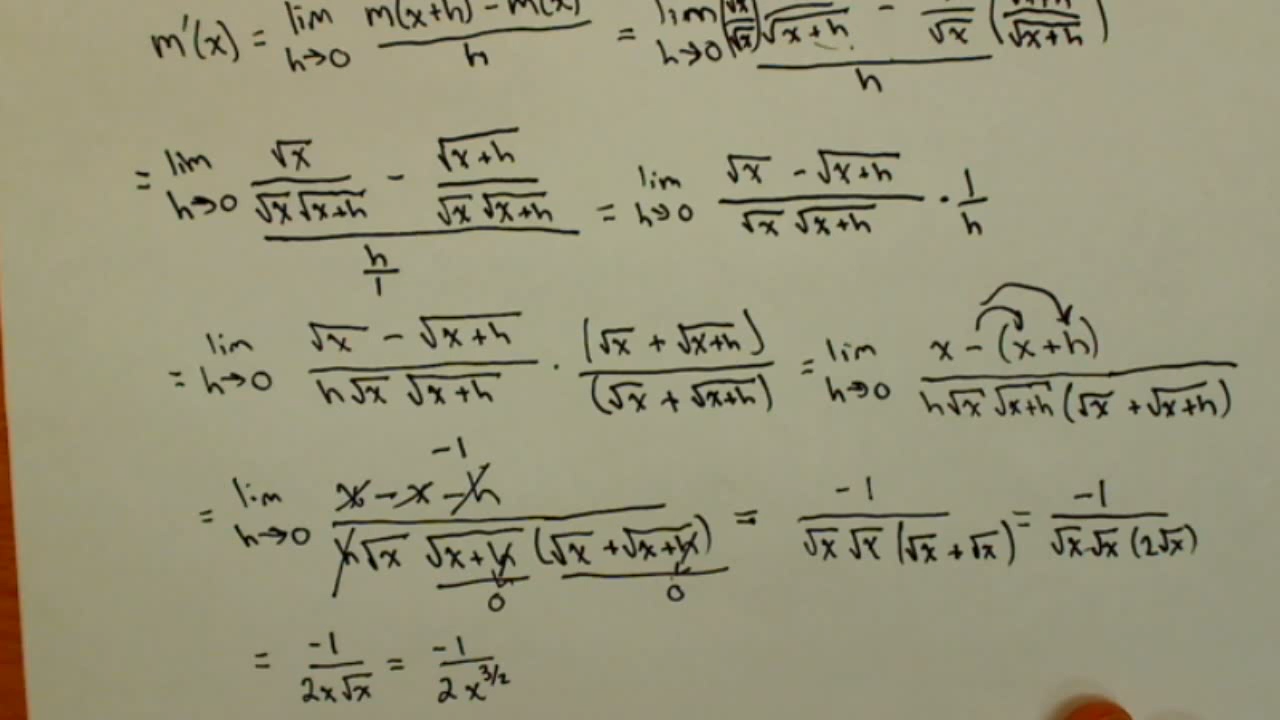 m'(x) = lim h→0 (m(x+h) - m(x))/h = lim h→0 ((√x/√x) 1/√(x+h) - 1/√x (√(x+h)/√(x+h)))/h
= lim h→0 (√x/(√x √(x+h)) - √(x+h)/(√x √(x+h)))/(h/1) = lim h→0 (√x - √(x+h))/(√x √(x+h)) · 1/h
= lim h→0 (√x - √(x+h))/(h√x √(x+h)) · (√x + √(x+h))/(√x + √(x+h)) = lim h→0 (x - (x+h))/(h√x √(x+h) (√x + √(x+h)))
-1
= lim h→0 (x - x - h)/(h√x √(x+h) (√x + √(x+h))) = -1/(√x √x (√x + √x)) = -1/(√x √x (2√x))
0 0
= -1/(2x√x) = -1/(2x^(3/2))